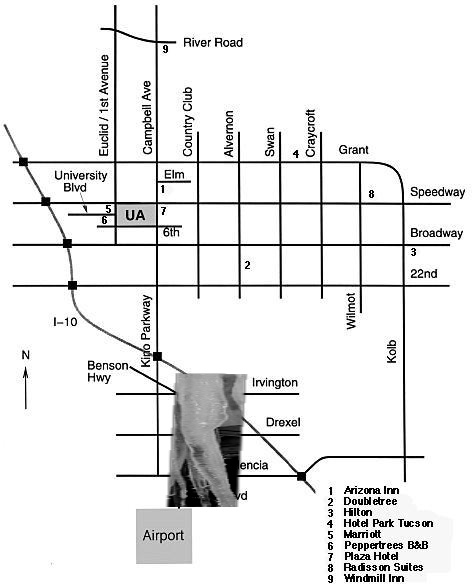 River Road
9
Euclid / 1st Avenue
Campbell Ave
Country Club
Alvernon
Swan
Craycroft
4
Grant
Elm
1
University
Blvd
8
Speedway
5
UA
7
6
6th
Broadway
3
2
22nd
I-10
Kino Parkway
Wilmot
Kolb
N
Benson
Hwy
Irvington
Drexel
encia
vd
Airport
1 Arizona Inn
2 Doubletree
3 Hilton
4 Hotel Park Tucson
5 Marriott
6 Peppertrees B&B
7 Plaza Hotel
8 Radisson Suites
9 Windmill Inn